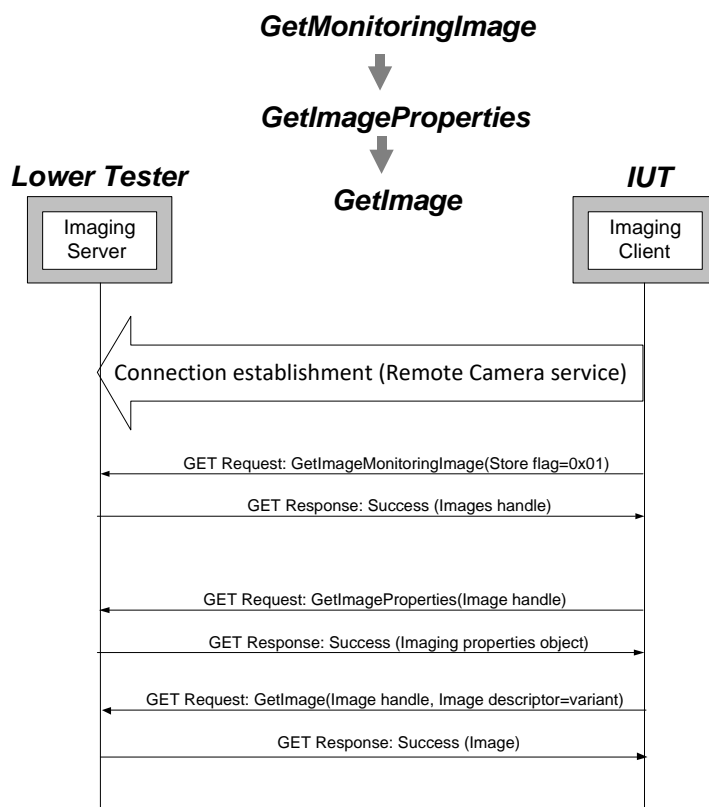 GetMonitoringImage
GetImageProperties
GetImage
Lower Tester
IUT
Imaging
Server
Imaging
Client
Connection establishment (Remote Camera service)
GET Request: GetImageMonitoringImage(Store flag=0x01)
GET Response: Success (Images handle)
GET Request: GetImageProperties(Image handle)
GET Response: Success (Imaging properties object)
GET Request: GetImage(Image handle, Image descriptor=variant)
GET Response: Success (Image)